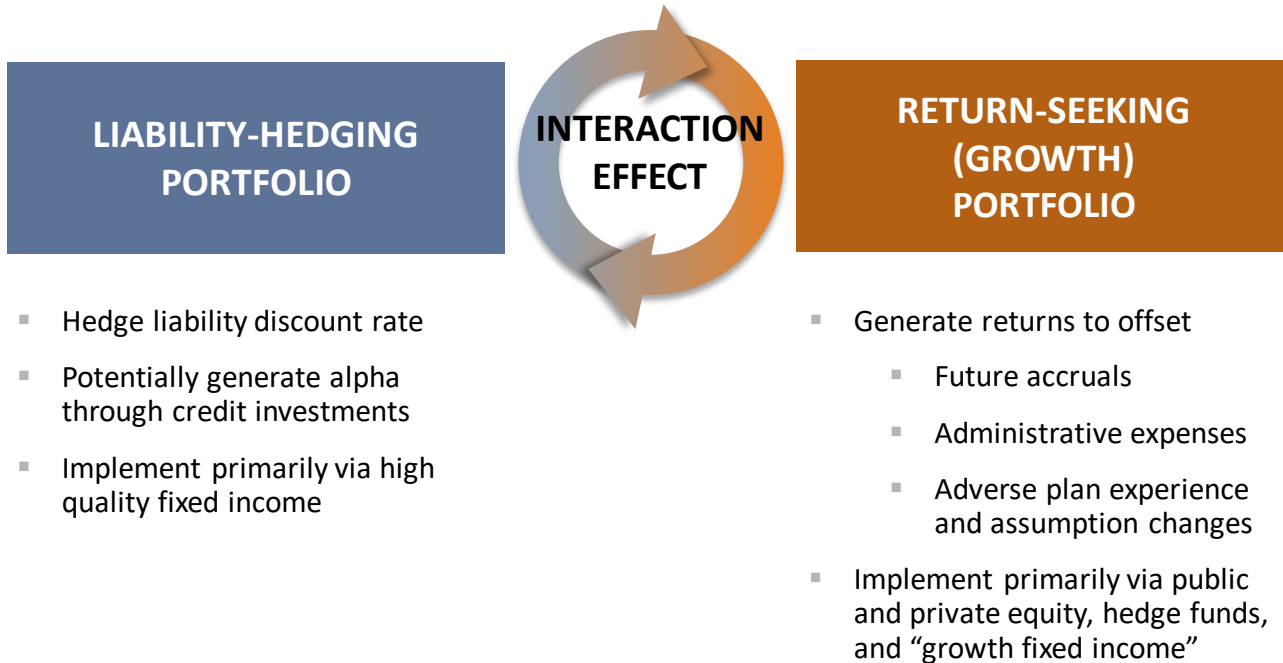 LIABILITY-HEDGING
PORTFOLIO
Hedge liability discount rate
Potentially generate alpha
through credit investments
Implement primarily via high
quality fixed income
INTERACTION
EFFECT
RETURN-SEEKING
(GROWTH)
PORTFOLIO
Generate returns to offset
Future accruals
Administrative expenses
Adverse plan experience
and assumption changes
Implement primarily via public
and private equity, hedge funds,
and “growth fixed income”